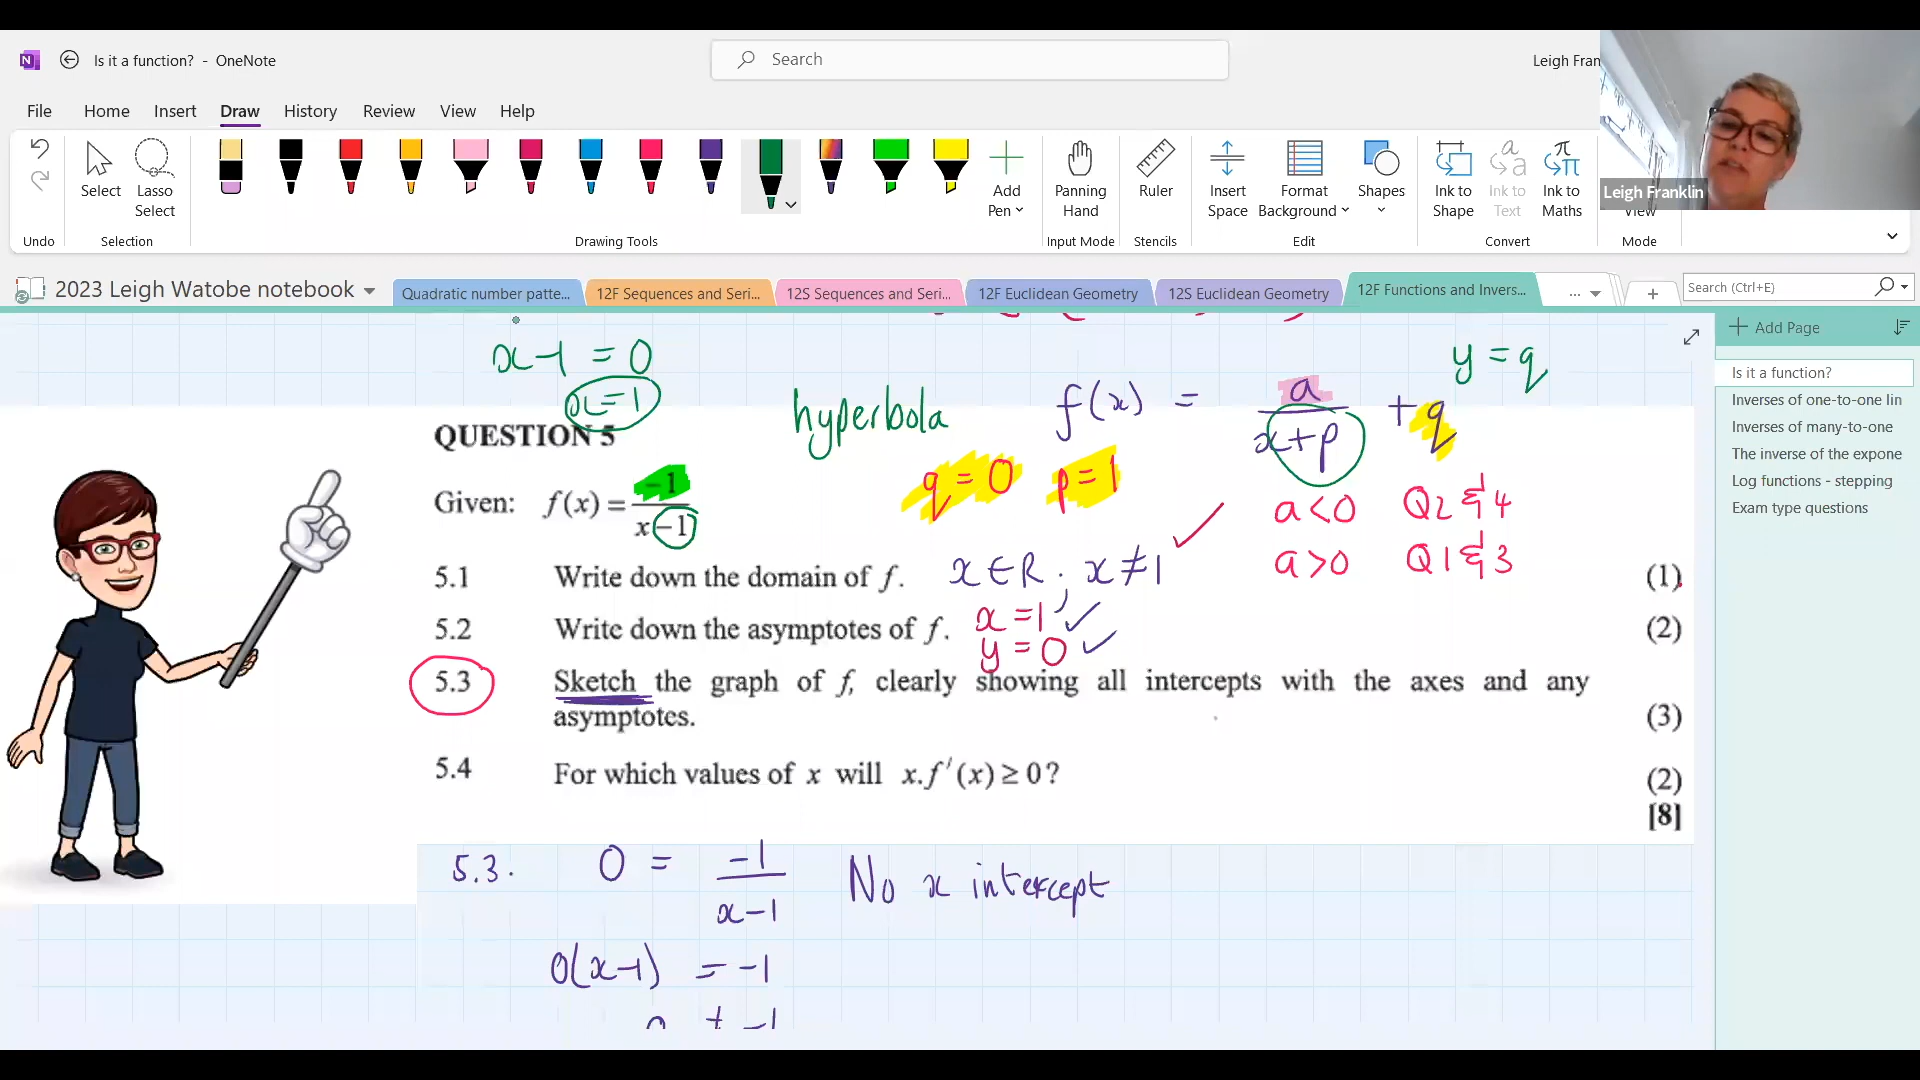 Is it a function? - OneNote
Search
Leigh Fran
File Home Insert Draw History Review View Help
Undo
Select
Lasso Select
Selection
Drawing Tools
Add Pen
Panning Hand
Input Mode
Ruler
Stencils
Insert Space
Format Background
Shapes
Edit
Ink to Shape
Ink to Text
Ink to Maths
Convert
View
Mode
Leigh Franklin
2023 Leigh Watobe notebook
Quadratic number patte...
12F Sequences and Seri...
12S Sequences and Seri...
12F Euclidean Geometry
12S Euclidean Geometry
12F Functions and Invers...
...
Search (Ctrl+E)
Add Page
Is it a function?
Inverses of one-to-one lin
Inverses of many-to-one
The inverse of the expone
Log functions - stepping
Exam type questions
x-1 = 0
x=1
hyperbola
f(x) = a/(x+p) + q
y = q
QUESTION 5
q = 0 p = 1
Given: f(x) = -1/(x-1)
a<0 Q2 & 4
a>0 Q1 & 3
5.1 Write down the domain of f. x ∈ R ; x ≠ 1 ✓ (1)
5.2 Write down the asymptotes of f. x = 1 ✓ (2)
y = 0 ✓
5.3 Sketch the graph of f, clearly showing all intercepts with the axes and any
asymptotes. (3)
5.4 For which values of x will x.f′(x) ≥ 0? (2)
[8]
5.3. 0 = -1/(x-1) No x intercept
0(x-1) = -1